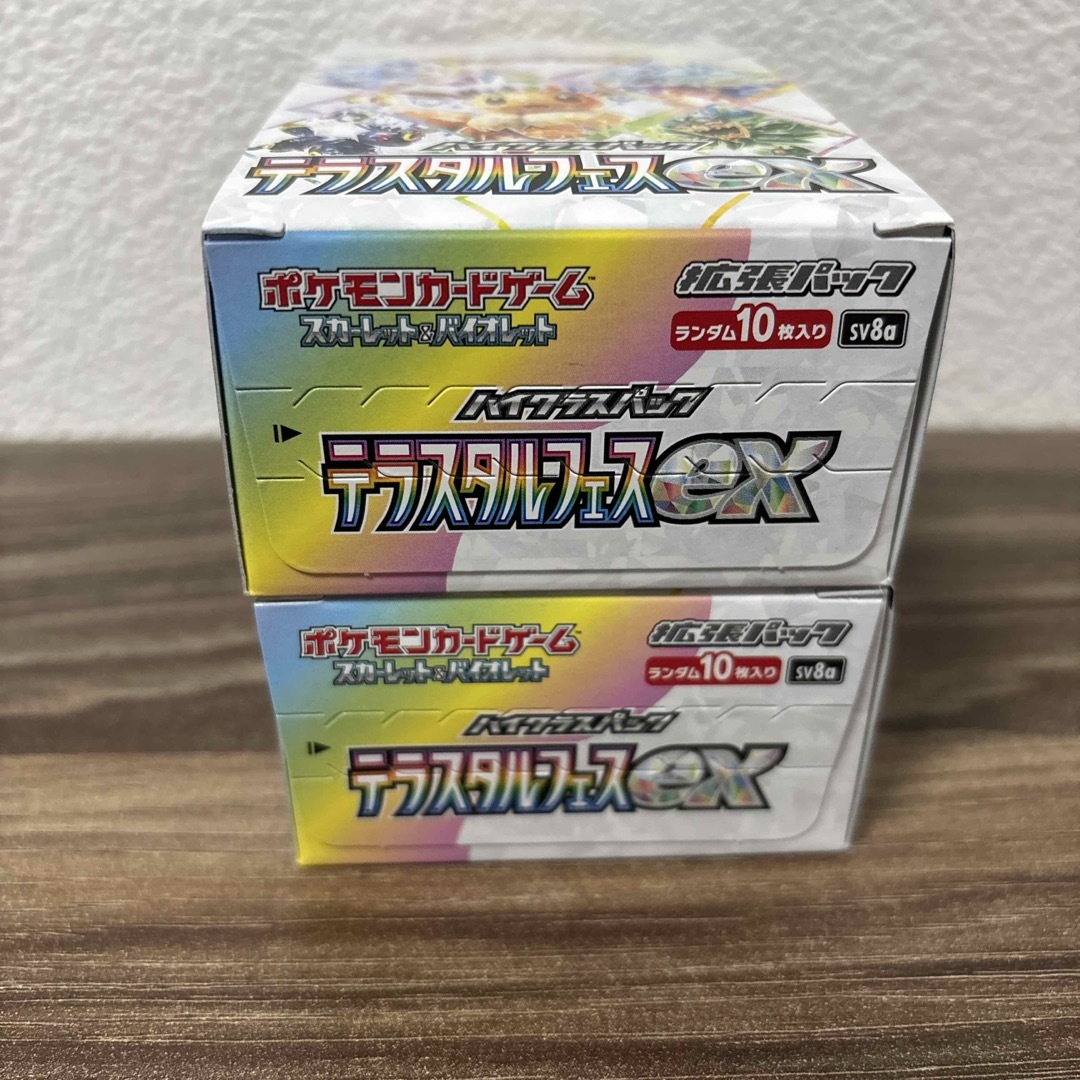 ハイクラスパック
テラスタルフェスex
ポケモンカードゲーム™
スカーレット&バイオレット
拡張パック
ランダム10枚入り
SV8a
ハイクラスパック
テラスタルフェスex
ポケモンカードゲーム™
スカーレット&バイオレット
拡張パック
ランダム10枚入り
SV8a
ハイクラスパック
テラスタルフェスex